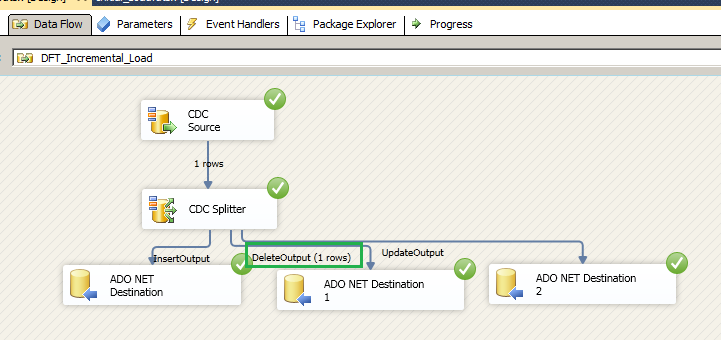 Data Flow
Parameters
Event Handlers
Package Explorer
Progress
DFT_Incremental_Load
CDC
Source
1 rows
CDC Splitter
InsertOutput
DeleteOutput (1 rows)
UpdateOutput
ADO NET
Destination
ADO NET Destination
1
ADO NET Destination
2